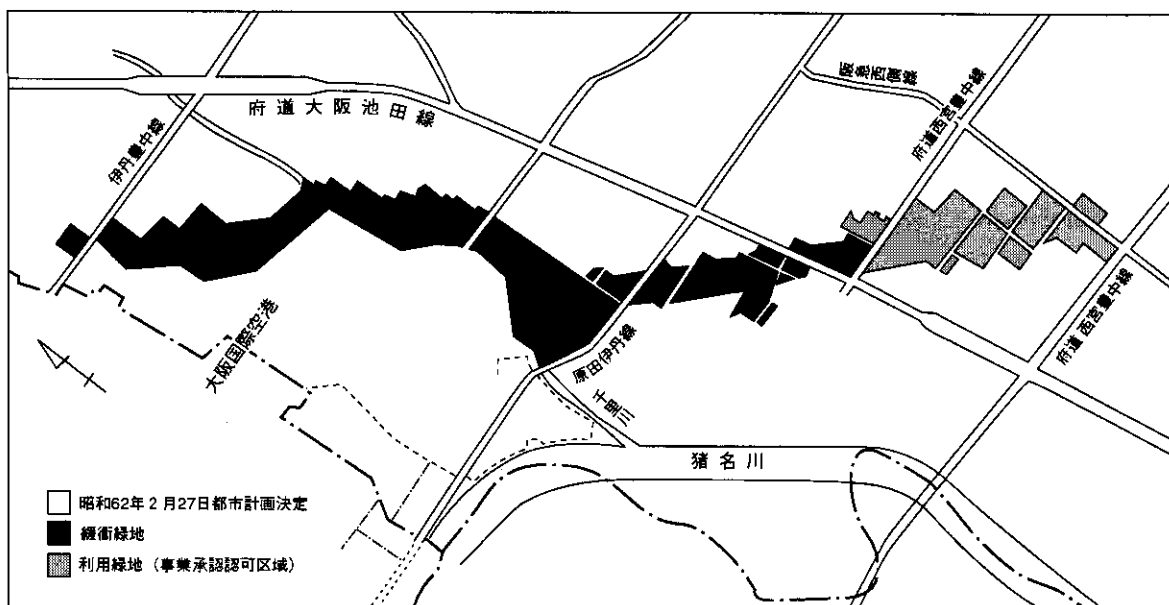 府道大阪池田線
伊丹豊中線
阪急西側線
府道西宮豊中線
府道西宮豊中線
原田伊丹線
千里川
大阪国際空港
猪名川
昭和62年2月27日都市計画決定
緩衝緑地
利用緑地（事業承認認可区域）